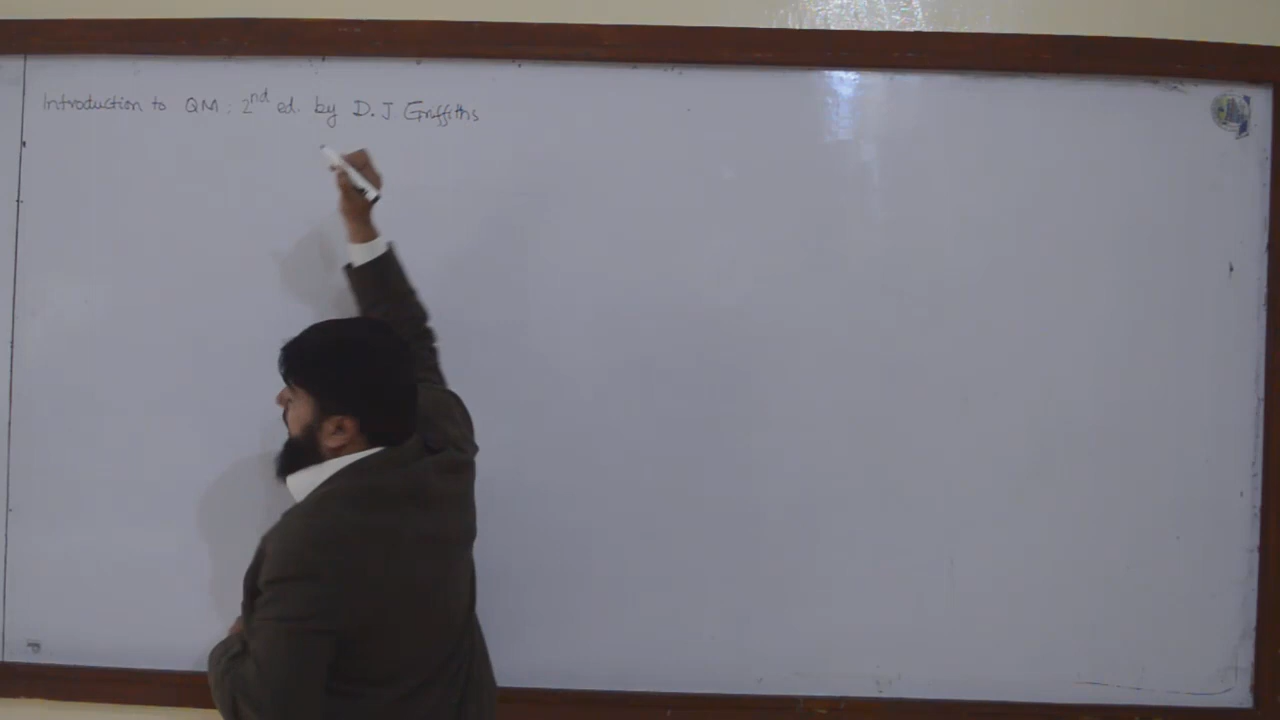 Introduction to QM : 2nd ed. by D. J Griffiths